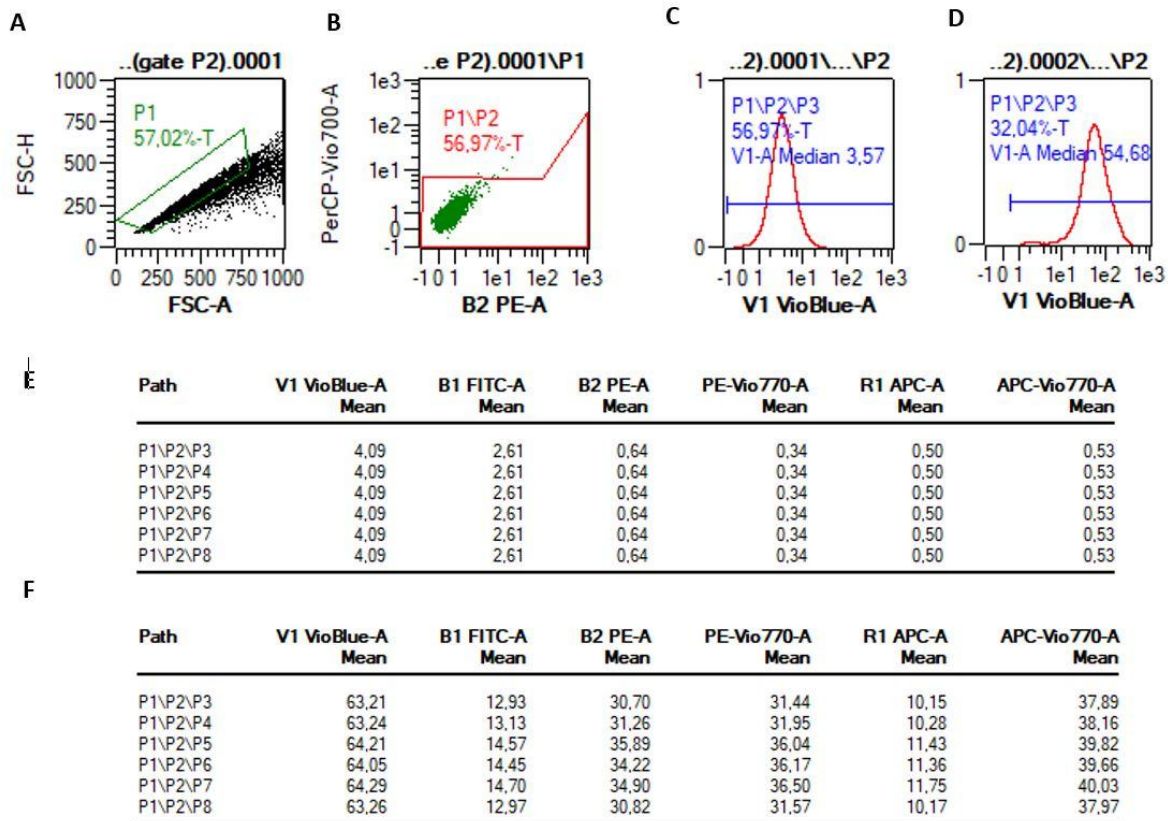 A
B
C
D
..(gate P2).0001
1000
750
500
250
0
FSC-H
P1
57,02%-T
0 250 500 750 1000
FSC-A
..e P2).0001\P1
1e3
1e2
1e1
1
0
-1
PerCP-Vio700-A
P1\P2
56,97%-T
-1 0 1 1e1 1e2 1e3
B2 PE-A
..2).0001\...\P2
1
0
P1\P2\P3
56,97%-T
V1-A Median 3,57
-1 0 1 1e1 1e2 1e3
V1 VioBlue-A
..2).0002\...\P2
1
0
P1\P2\P3
32,04%-T
V1-A Median 54,68
-1 0 1 1e1 1e2 1e3
V1 VioBlue-A
E
Path V1 VioBlue-A B1 FITC-A B2 PE-A PE-Vio770-A R1 APC-A APC-Vio770-A
Mean Mean Mean Mean Mean Mean
P1\P2\P3 4,09 2,61 0,64 0,34 0,50 0,53
P1\P2\P4 4,09 2,61 0,64 0,34 0,50 0,53
P1\P2\P5 4,09 2,61 0,64 0,34 0,50 0,53
P1\P2\P6 4,09 2,61 0,64 0,34 0,50 0,53
P1\P2\P7 4,09 2,61 0,64 0,34 0,50 0,53
P1\P2\P8 4,09 2,61 0,64 0,34 0,50 0,53
F
Path V1 VioBlue-A B1 FITC-A B2 PE-A PE-Vio770-A R1 APC-A APC-Vio770-A
Mean Mean Mean Mean Mean Mean
P1\P2\P3 63,21 12,93 30,70 31,44 10,15 37,89
P1\P2\P4 63,24 13,13 31,26 31,95 10,28 38,16
P1\P2\P5 64,21 14,57 35,89 36,04 11,43 39,82
P1\P2\P6 64,05 14,45 34,22 36,17 11,36 39,66
P1\P2\P7 64,29 14,70 34,90 36,50 11,75 40,03
P1\P2\P8 63,26 12,97 30,82 31,57 10,17 37,97